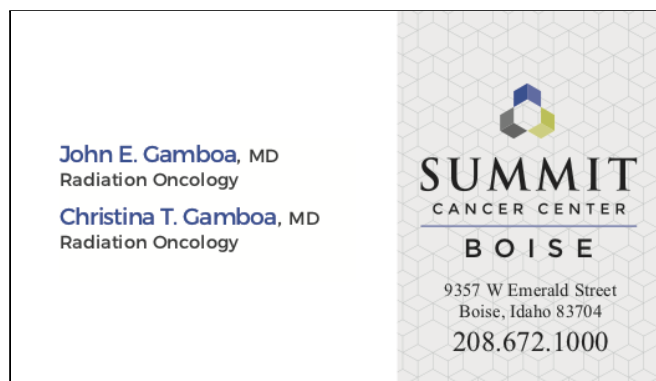 John E. Gamboa, MD
Radiation Oncology
Christina T. Gamboa, MD
Radiation Oncology
SUMMIT
CANCER CENTER
BOISE
9357 W Emerald Street
Boise, Idaho 83704
208.672.1000